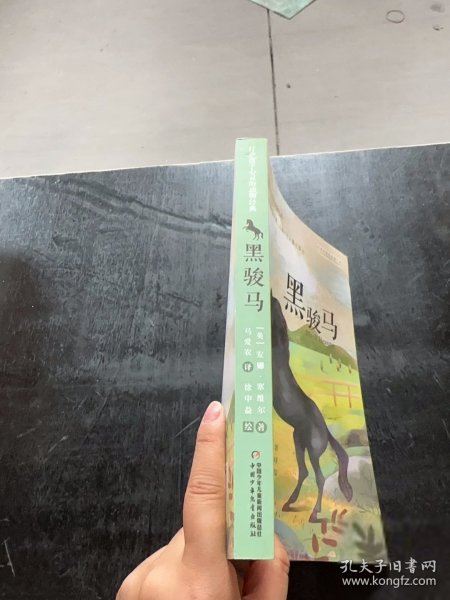 黑骏马
[英]安娜·塞维尔 著
马爱农 译 徐中益 绘
中国少年儿童新闻出版总社
中国少年儿童出版社
黑骏马
孔夫子旧书网
www.kongfz.com